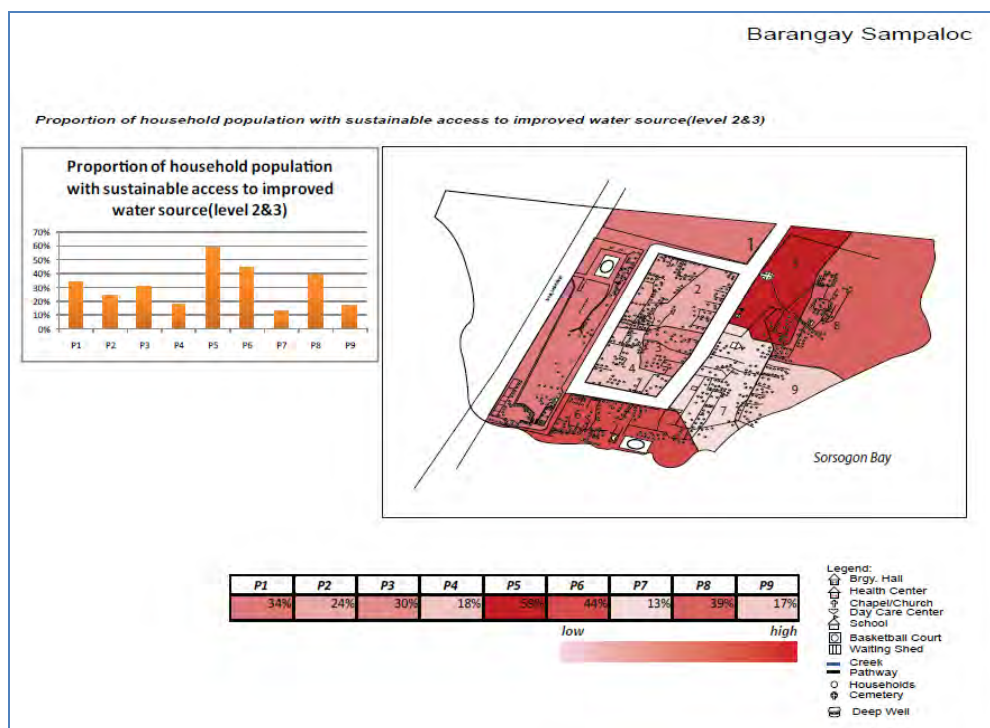 Barangay Sampaloc
Proportion of household population with sustainable access to improved water source(level 2&3)
Proportion of household population
with sustainable access to improved
water source(level 2&3)
70%
60%
50%
40%
30%
20%
10%
0%
P1 P2 P3 P4 P5 P6 P7 P8 P9
1
2
3
4
6
7
8
9
Sorsogon Bay
P1 P2 P3 P4 P5 P6 P7 P8 P9
34% 24% 30% 18% 44% 13% 39% 17%
low high
Legend:
Brgy. Hall
Health Center
Chapel/Church
Day Care Center
School
Basketball Court
Waiting Shed
Creek
Pathway
Households
Cemetery
Deep Well